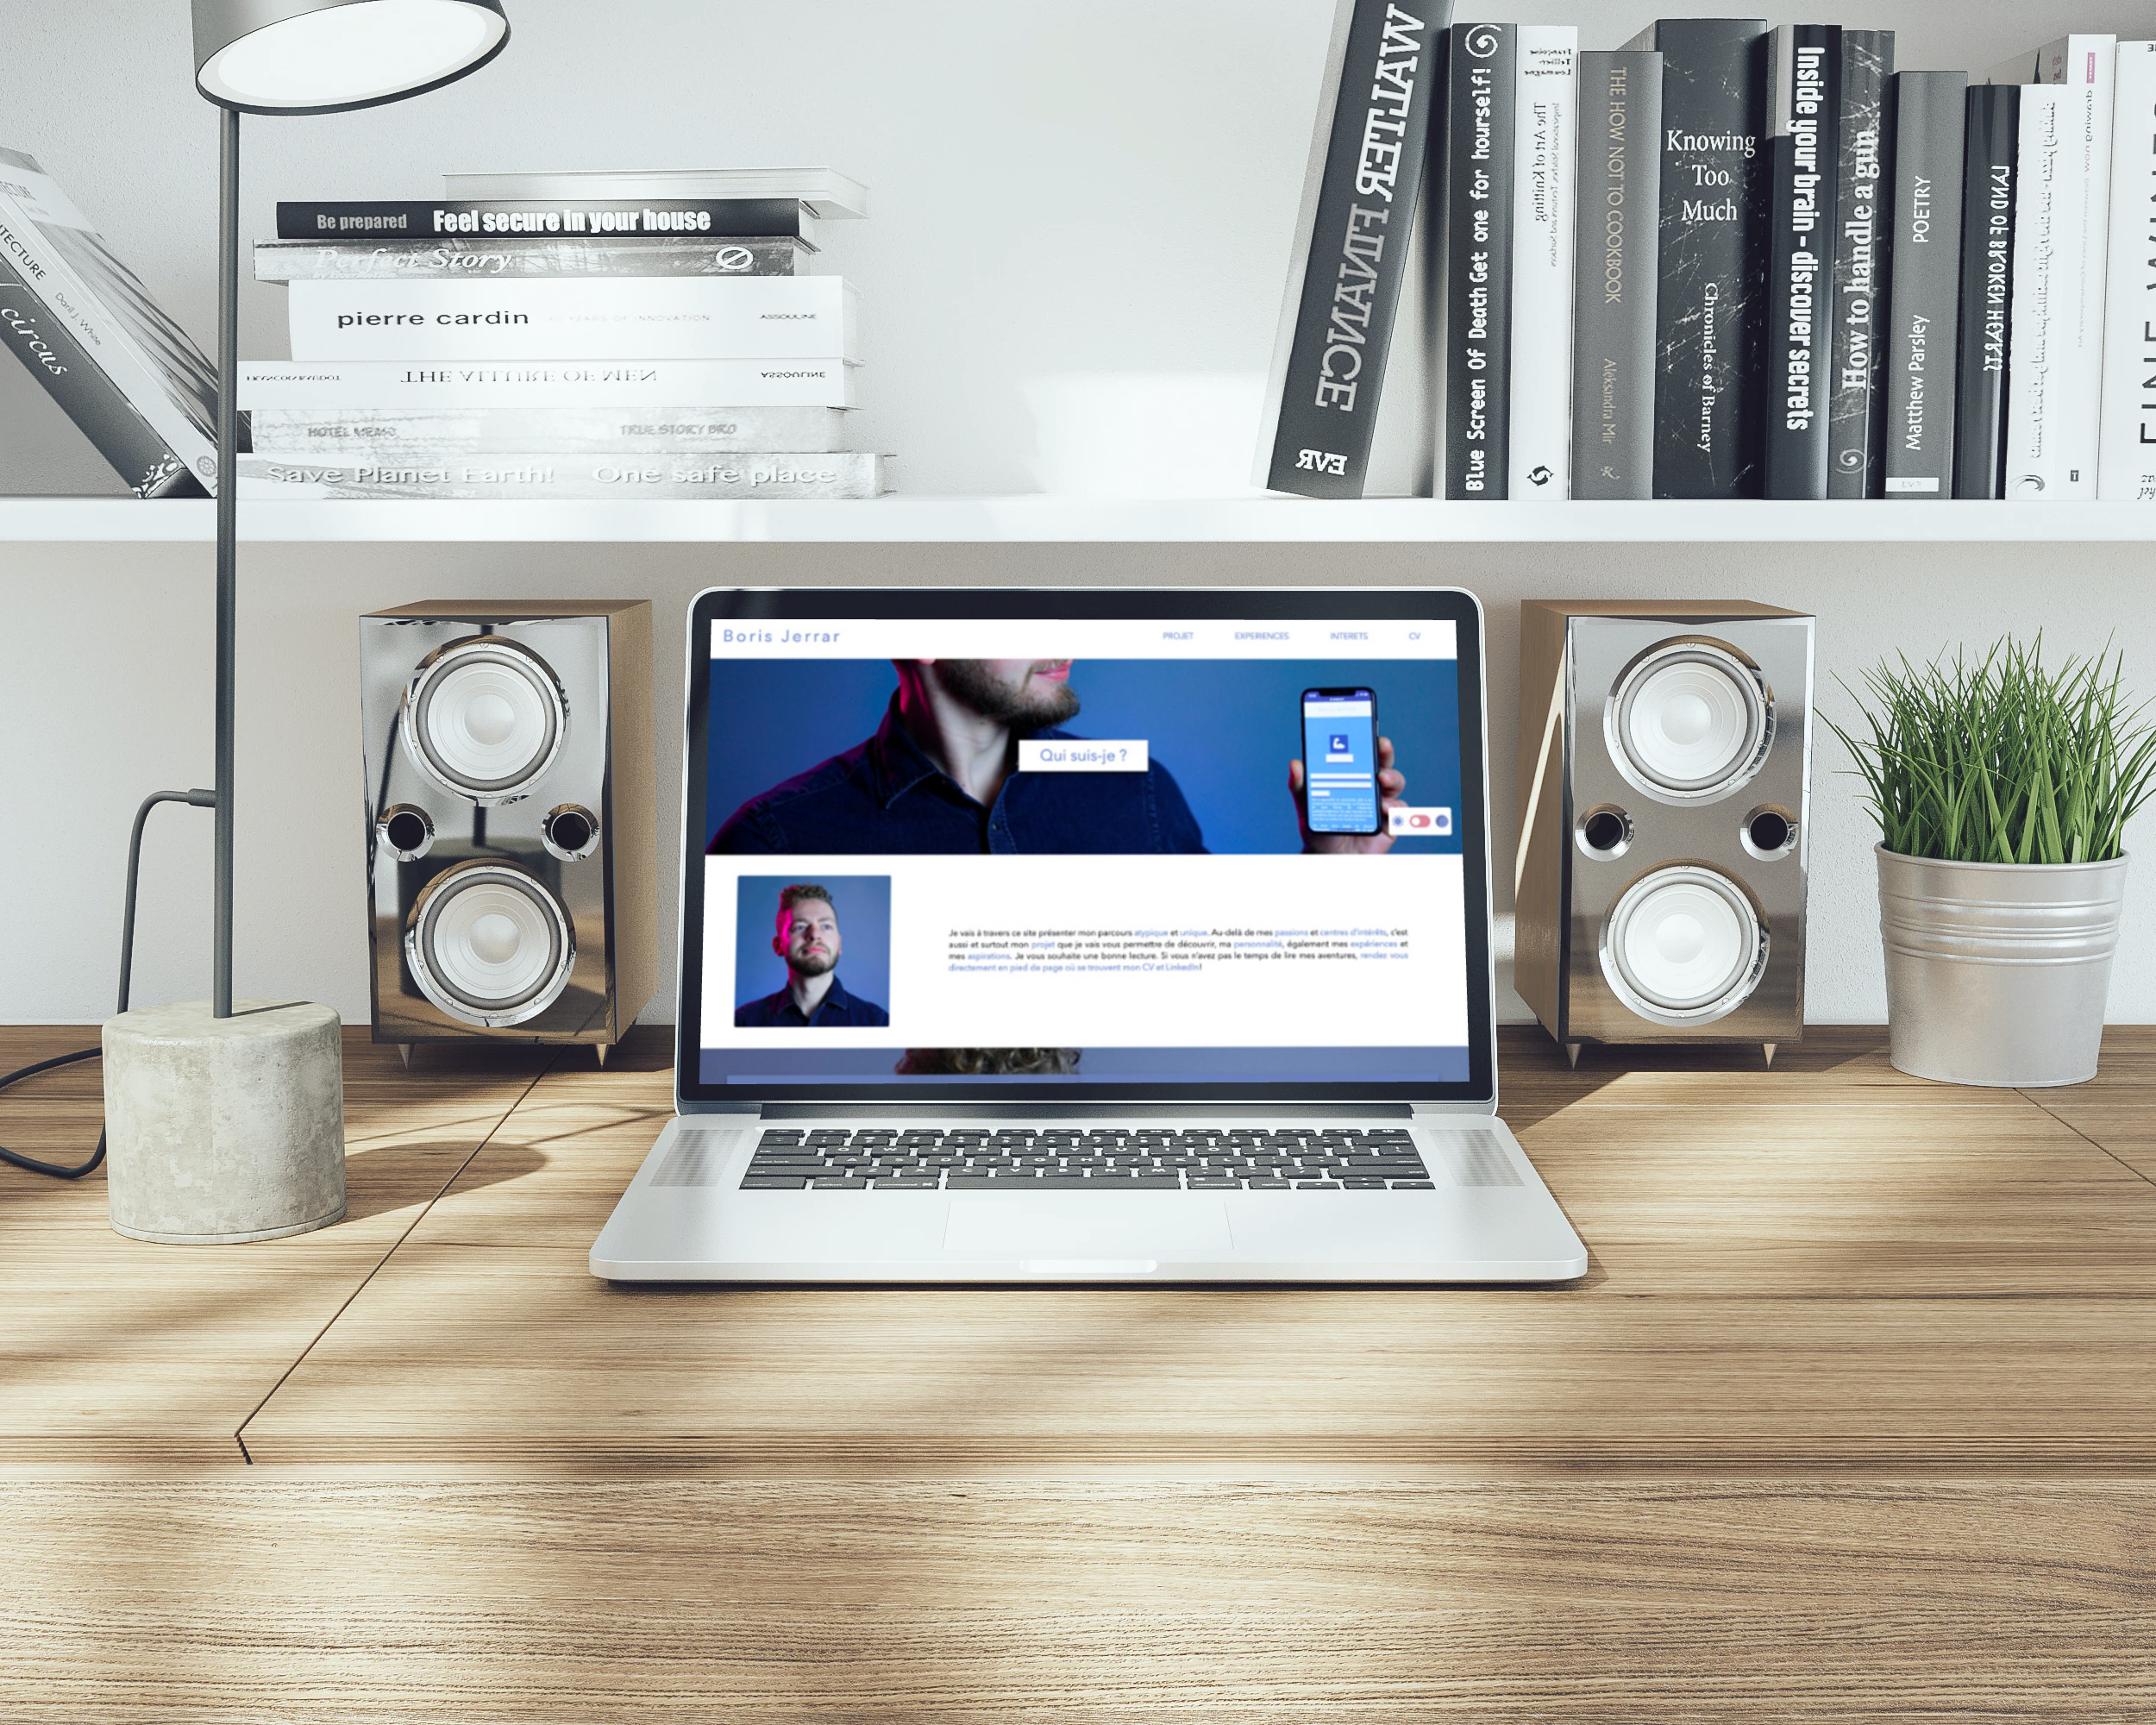 Be prepared Feel secure in your house
Perfect Story
pierre cardin
ASSOULINE
THE ALLURE OF MEN
ASSOULINE
HOTEL MEMO TRUE STORY BRO
Save Planet Earth! One safe place
circus
Daril J. White
WALLATER FINANCE
EVR
Blue Screen Of Death Get one for yourself!
The Art of Knitting
THE HOW NOT TO COOKBOOK
Aleksandra Mir
Knowing
Too
Much
Chronicles of Barney
Inside your brain - discover secrets
How to handle a gun
POETRY
Matthew Parsley
LAND OF BROKEN HEARTS
Boris Jerrar PROJET EXPERIENCES INTERETS CV
Qui suis-je ?
Je vais à travers ce site présenter mon parcours atypique et unique. Au-delà de mes passions et centres d'intérêts, c'est
aussi et surtout mon projet que je vais vous permettre de découvrir, ma personnalité, également mes expériences et
mes aspirations. Je vous souhaite une bonne lecture. Si vous n'avez pas le temps de lire mes aventures, rendez vous
directement en pied de page où se trouvent mon CV et LinkedIn!